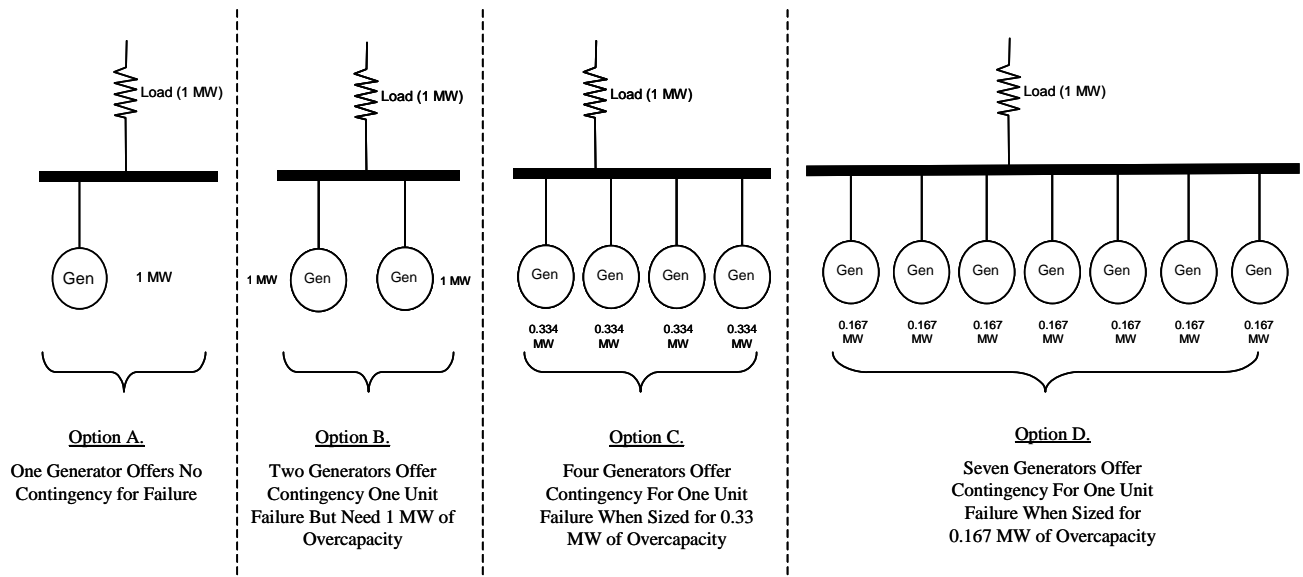 Load (1 MW)
Gen
1 MW
Option A.
One Generator Offers No
Contingency for Failure
Load (1 MW)
1 MW
Gen
Gen
1 MW
Option B.
Two Generators Offer
Contingency One Unit
Failure But Need 1 MW of
Overcapacity
Load (1 MW)
Gen
Gen
Gen
Gen
0.334
MW
0.334
MW
0.334
MW
0.334
MW
Option C.
Four Generators Offer
Contingency For One Unit
Failure When Sized for 0.33
MW of Overcapacity
Load (1 MW)
Gen
Gen
Gen
Gen
Gen
Gen
Gen
0.167
MW
0.167
MW
0.167
MW
0.167
MW
0.167
MW
0.167
MW
0.167
MW
Option D.
Seven Generators Offer
Contingency For One Unit
Failure When Sized for
0.167 MW of Overcapacity